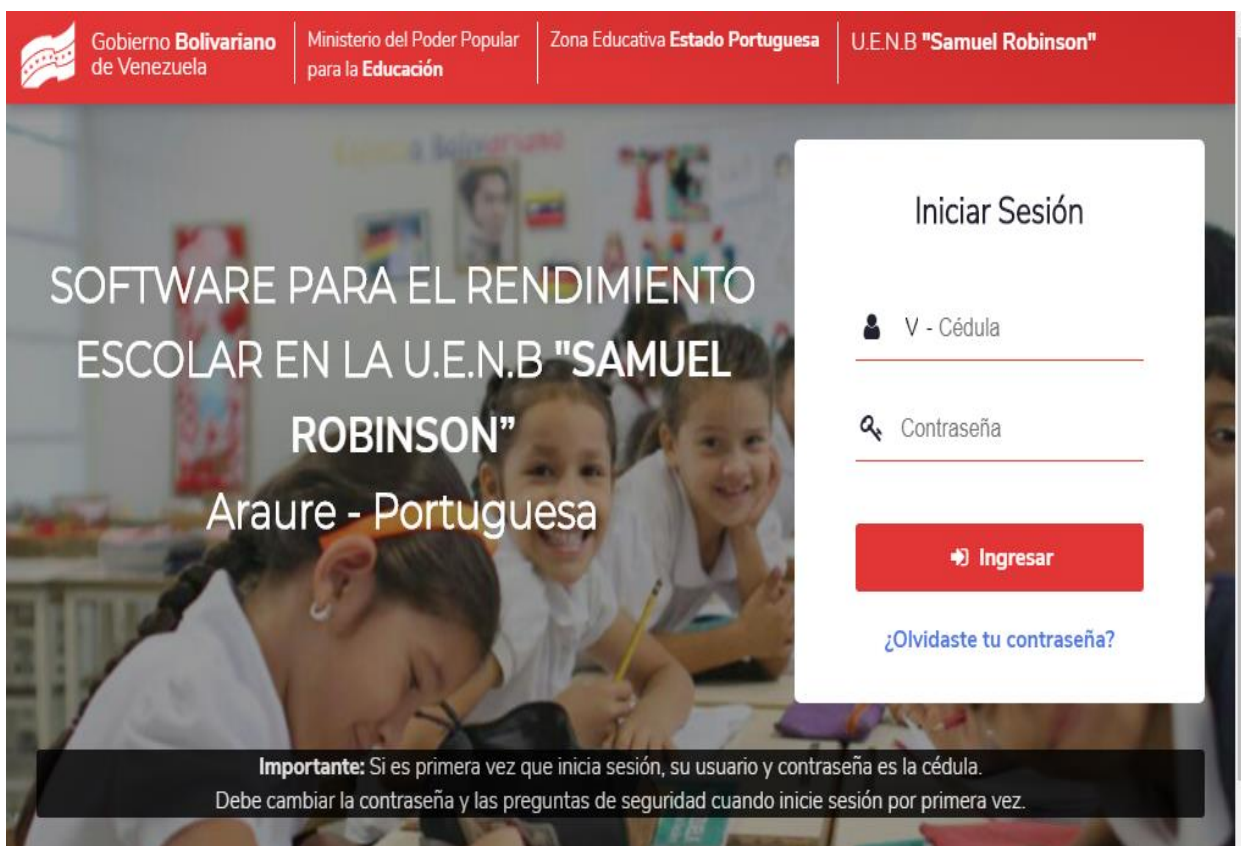 Gobierno Bolivariano
de Venezuela
Ministerio del Poder Popular
para la Educación
Zona Educativa Estado Portuguesa
U.E.N.B "Samuel Robinson"
TE
SOFTWARE PARA EL RENDIMIENTO
ESCOLAR EN LA U.E.N.B "SAMUEL
ROBINSON”
Araure - Portuguesa
Iniciar Sesión
V - Cédula
Contraseña
Ingresar
¿Olvidaste tu contraseña?
Importante: Si es primera vez que inicia sesión, su usuario y contraseña es la cédula.
Debe cambiar la contraseña y las preguntas de seguridad cuando inicie sesión por primera vez.